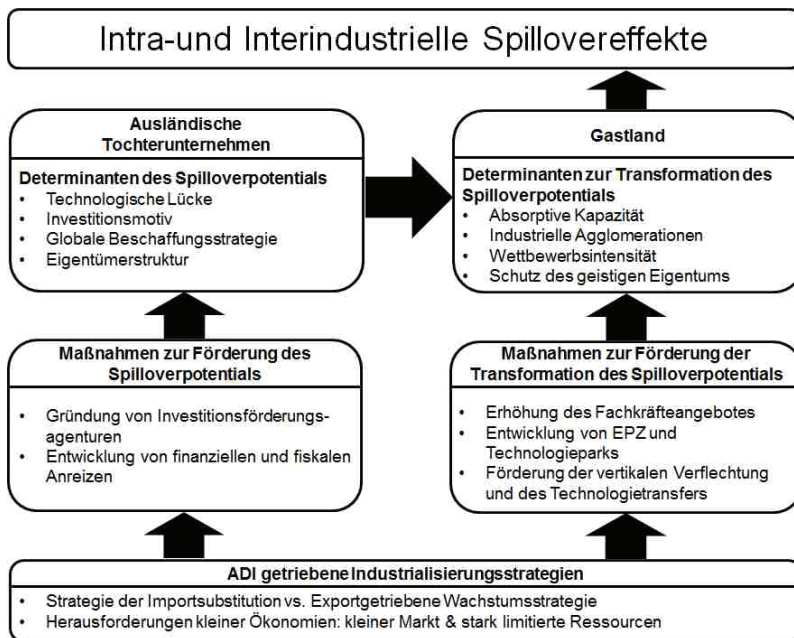 Intra-und Interindustrielle Spillovereffekte
Ausländische
Tochterunternehmen
Determinanten des Spilloverpotentials
• Technologische Lücke
• Investitionsmotiv
• Globale Beschaffungsstrategie
• Eigentümerstruktur
Gastland
Determinanten zur Transformation des
Spilloverpotentials
• Absorptive Kapazität
• Industrielle Agglomerationen
• Wettbewerbsintensität
• Schutz des geistigen Eigentums
Maßnahmen zur Förderung des
Spilloverpotentials
• Gründung von Investitionsförderungs-
agenturen
• Entwicklung von finanziellen und fiskalen
Anreizen
Maßnahmen zur Förderung der
Transformation des Spilloverpotentials
• Erhöhung des Fachkräfteangebotes
• Entwicklung von EPZ und
Technologieparks
• Förderung der vertikalen Verflechtung
und des Technologietransfers
ADI getriebene Industrialisierungsstrategien
• Strategie der Importsubstitution vs. Exportgetriebene Wachstumsstrategie
• Herausforderungen kleiner Ökonomien: kleiner Markt & stark limitierte Ressourcen